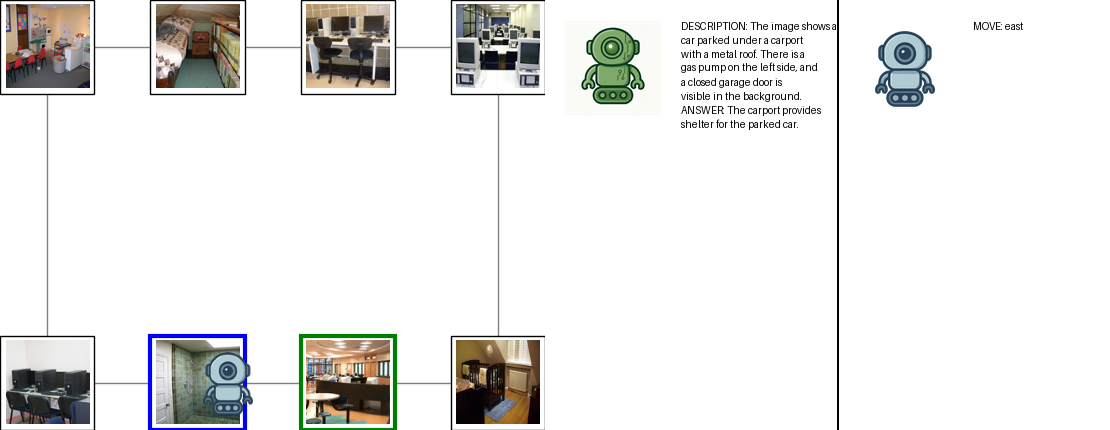 DESCRIPTION: The image shows a
car parked under a carport
with a metal roof. There is a
gas pump on the left side, and
a closed garage door is
visible in the background.
ANSWER: The carport provides
shelter for the parked car.
MOVE: east